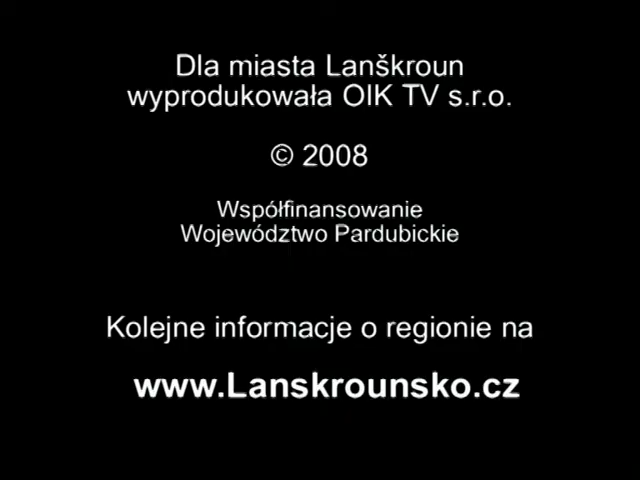 Dla miasta Lanškroun
wyprodukowała OIK TV s.r.o.
© 2008
Współfinansowanie
Województwo Pardubickie
Kolejne informacje o regionie na
www.Lanskrounsko.cz